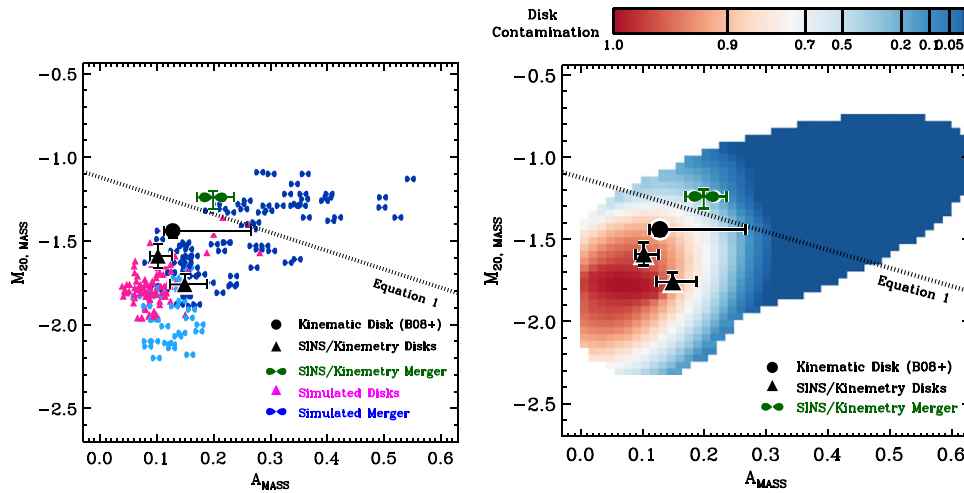 Disk
Contamination
1.0 0.9 0.7 0.5 0.2 0.1 0.05
−0.5
−1.0
−1.5
−2.0
−2.5
M20, MASS
Equation 1
Kinematic Disk (B08+)
SINS/Kinemetry Disks
SINS/Kinemetry Merger
Simulated Disks
Simulated Merger
0.0 0.1 0.2 0.3 0.4 0.5 0.6
AMASS
−0.5
−1.0
−1.5
−2.0
−2.5
M20, MASS
Equation 1
Kinematic Disk (B08+)
SINS/Kinemetry Disks
SINS/Kinemetry Merger
0.0 0.1 0.2 0.3 0.4 0.5 0.6
AMASS